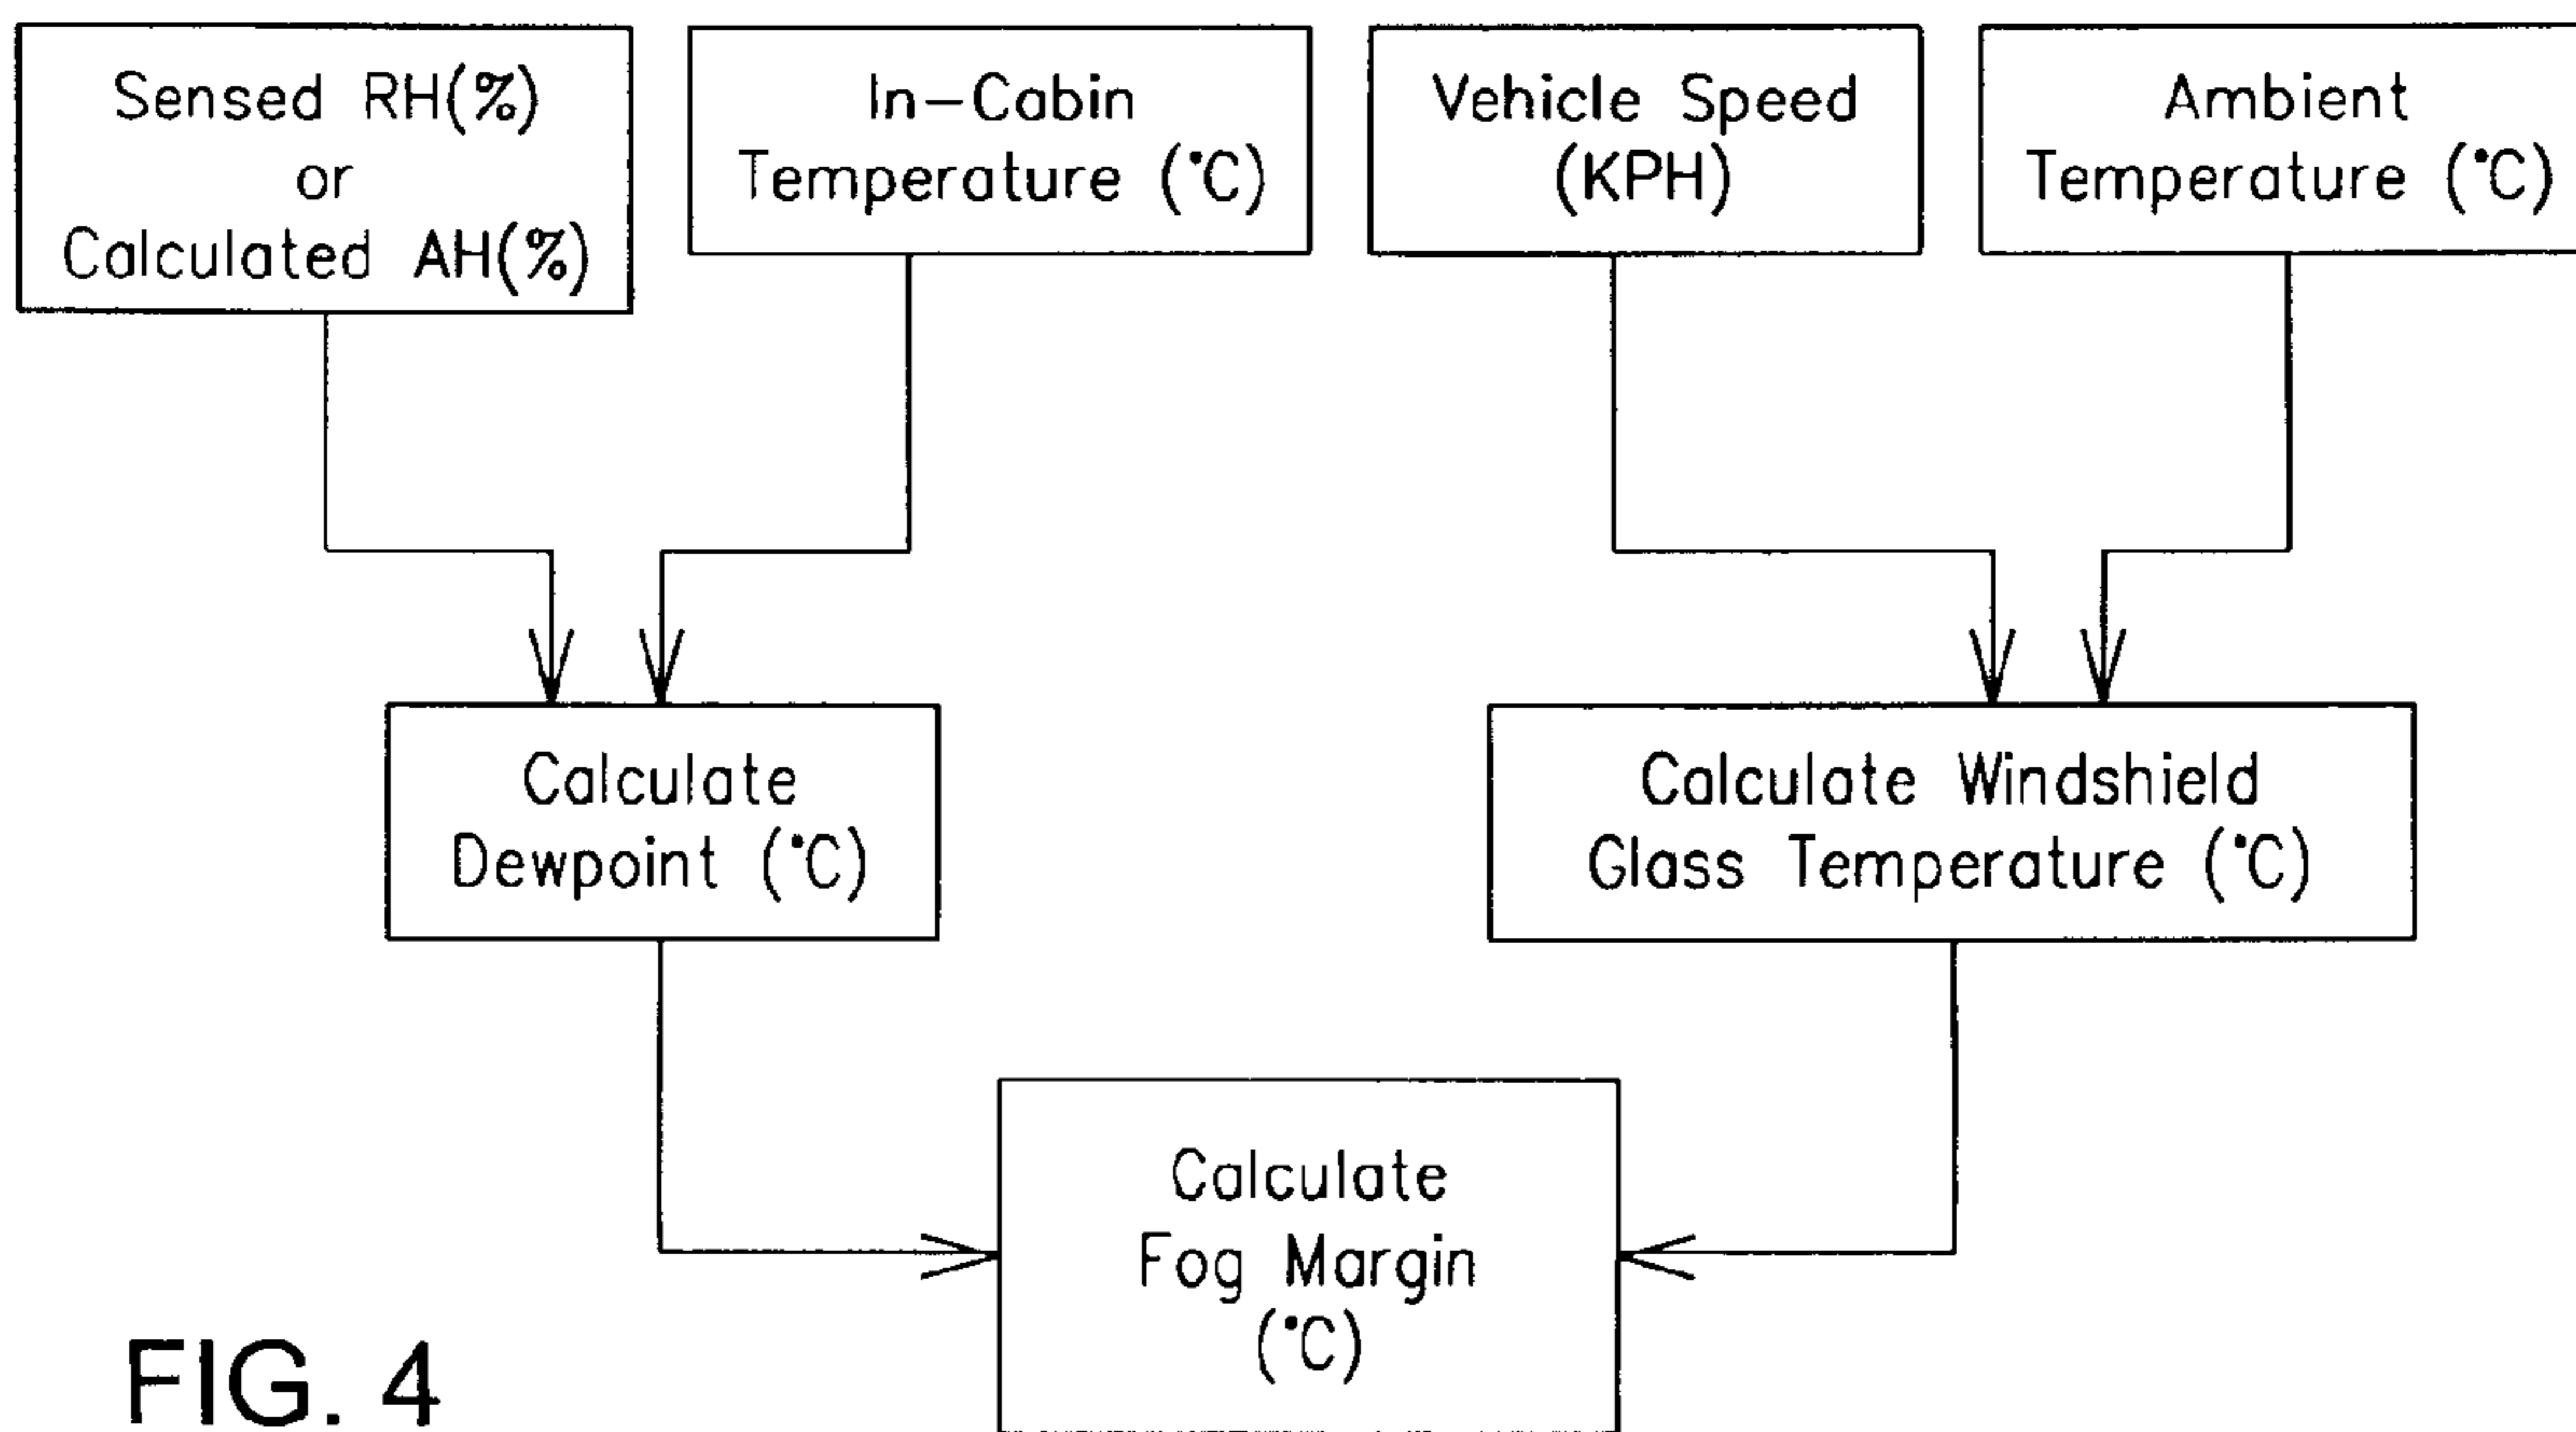 Sensed RH(%)
or
Calculated AH(%)
In-Cabin
Temperature (°C)
Vehicle Speed
(KPH)
Ambient
Temperature (°C)
Calculate
Dewpoint (°C)
Calculate Windshield
Glass Temperature (°C)
Calculate
Fog Margin
(°C)
FIG. 4